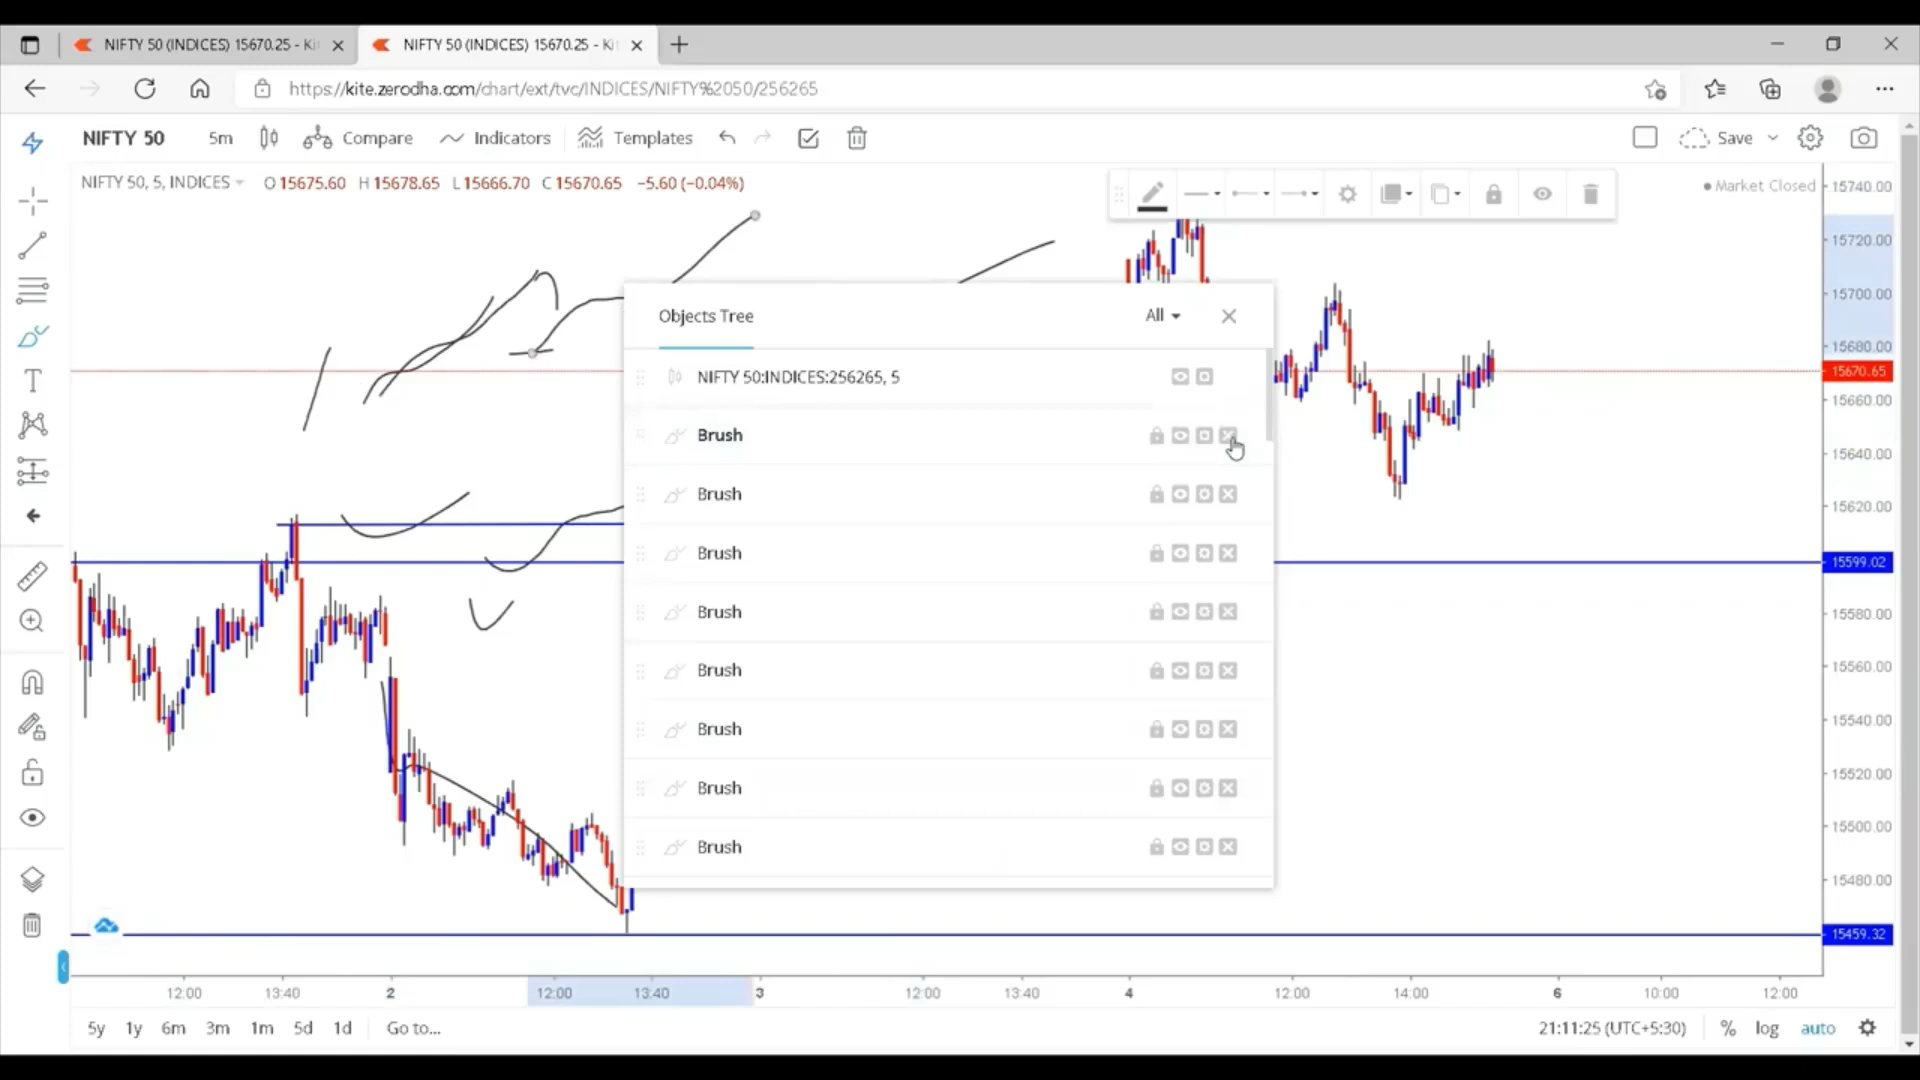 NIFTY 50 (INDICES) 15670.25 - Ki
NIFTY 50 (INDICES) 15670.25 - Ki
https://kite.zerodha.com/chart/ext/tvc/INDICES/NIFTY%2050/256265
NIFTY 50 5m Compare Indicators Templates Save
NIFTY 50, 5, INDICES O 15675.60 H 15678.65 L 15666.70 C 15670.65 −5.60 (−0.04%)
Market Closed
15740.00
15720.00
15700.00
15680.00
15670.65
15660.00
15640.00
15620.00
15599.02
15580.00
15560.00
15540.00
15520.00
15500.00
15480.00
15459.32
Objects Tree All
NIFTY 50:INDICES:256265, 5
Brush
Brush
Brush
Brush
Brush
Brush
Brush
Brush
12:00 13:40 2 12:00 13:40 3 12:00 13:40 4 12:00 14:00 6 10:00 12:00
5y 1y 6m 3m 1m 5d 1d Go to... 21:11:25 (UTC+5:30) % log auto